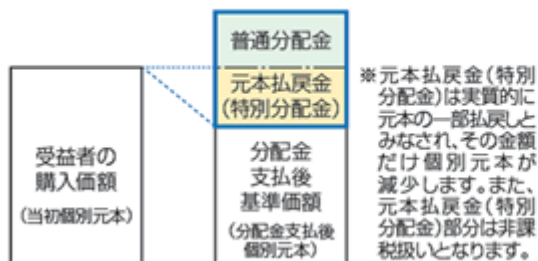 普通分配金
元本払戻金
(特別分配金)
受益者の
購入価額
(当初個別元本)
分配金
支払後
基準価額
(分配金支払後
個別元本)
※元本払戻金(特別
分配金)は実質的に
元本の一部払戻しと
みなされ、その金額
だけ個別元本が
減少します。また、
元本払戻金(特別
分配金)部分は非課
税扱いとなります。